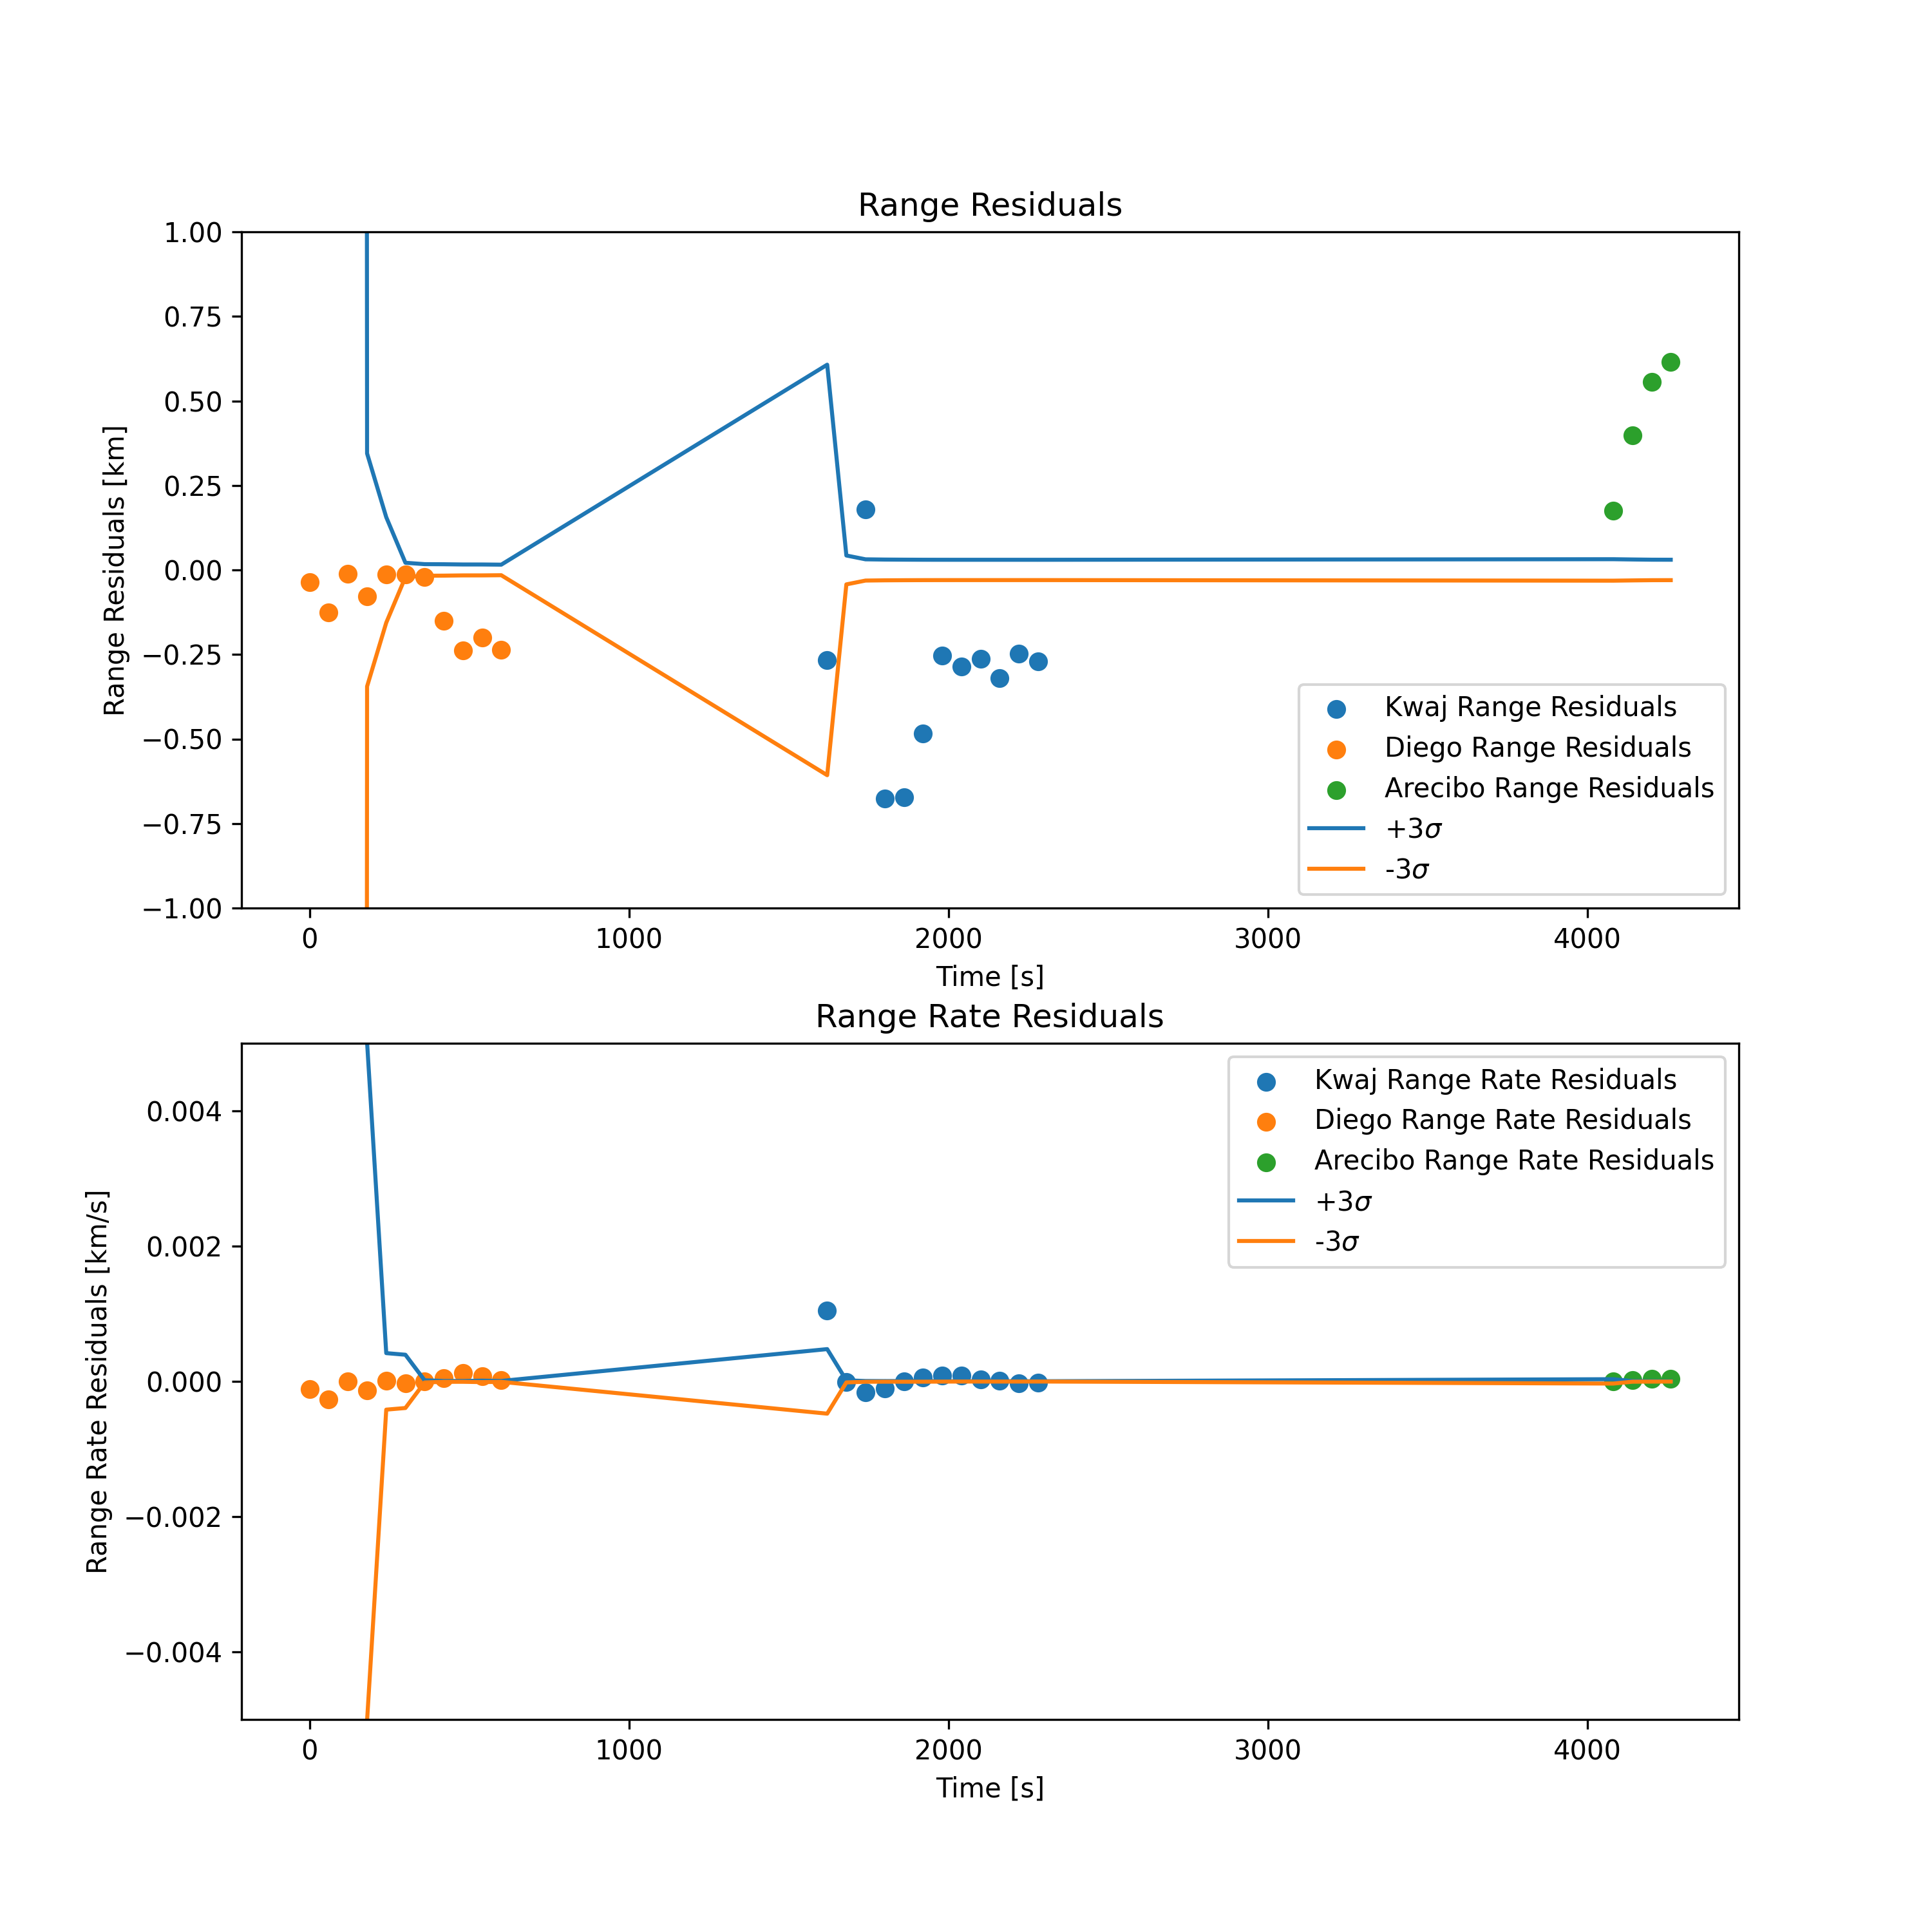 Range Residuals
1.00
0.75
0.50
0.25
0.00
−0.25
−0.50
−0.75
−1.00
Range Residuals [km]
Kwaj Range Residuals
Diego Range Residuals
Arecibo Range Residuals
+3σ
-3σ
0 1000 2000 3000 4000
Time [s]
Range Rate Residuals
0.004
0.002
0.000
−0.002
−0.004
Range Rate Residuals [km/s]
Kwaj Range Rate Residuals
Diego Range Rate Residuals
Arecibo Range Rate Residuals
+3σ
-3σ
0 1000 2000 3000 4000
Time [s]